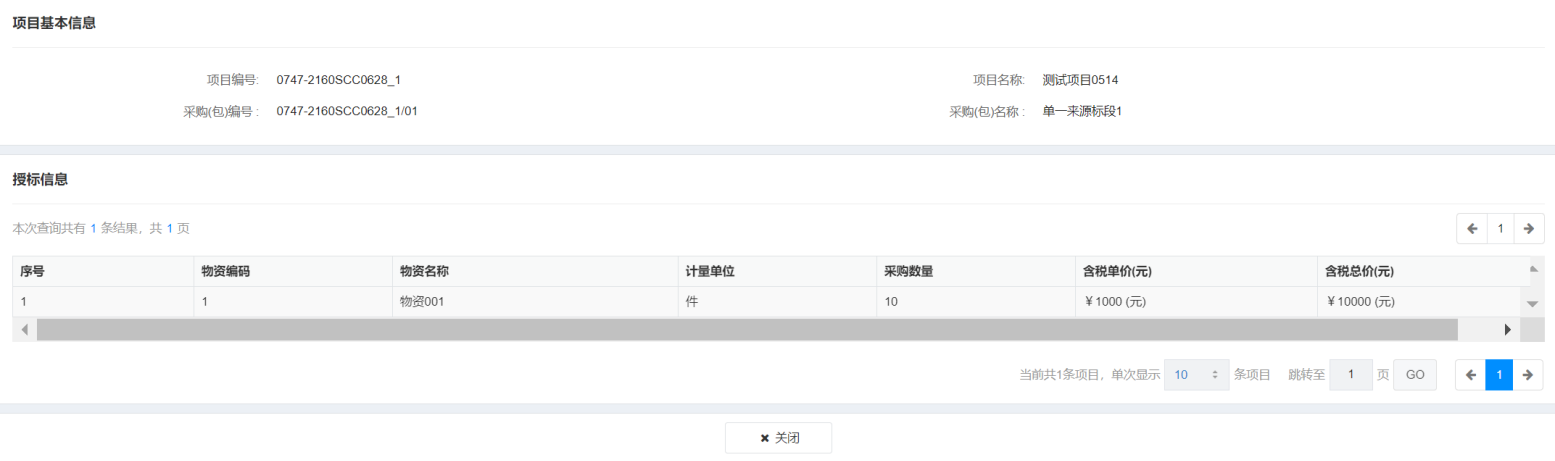 项目基本信息
项目编号: 0747-2160SCC0628_1 项目名称: 测试项目0514
采购(包)编号 : 0747-2160SCC0628_1/01 采购(包)名称 : 单一来源标段1
授标信息
本次查询共有 1 条结果，共 1 页 1
序号 物资编码 物资名称 计量单位 采购数量 含税单价(元) 含税总价(元)
1 1 物资001 件 10 ￥1000 (元) ￥10000 (元)
当前共1条项目，单次显示 10 条项目 跳转至 1 页 GO 1
✖ 关闭